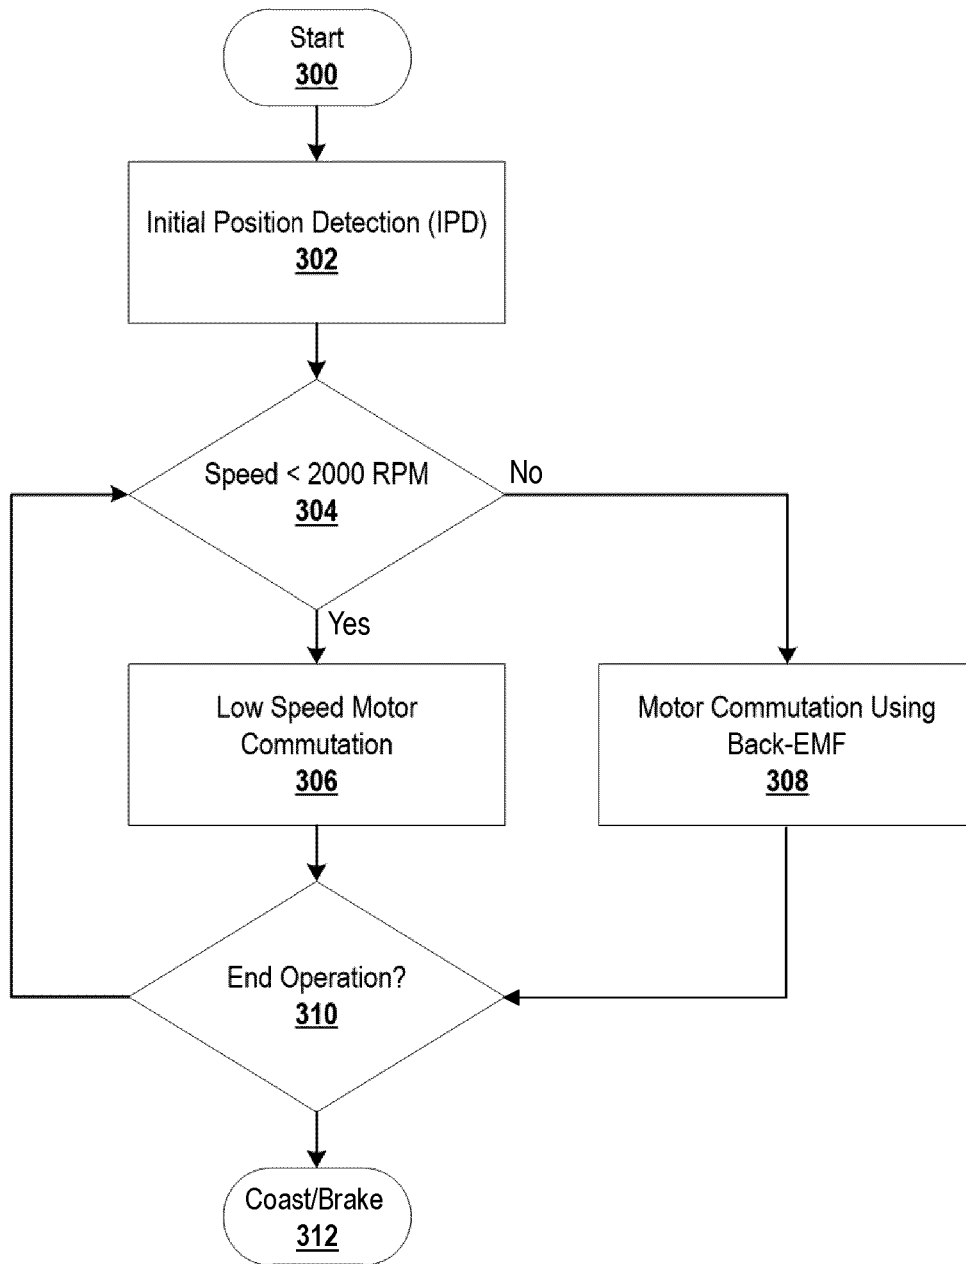 Start
300
Initial Position Detection (IPD)
302
Speed < 2000 RPM
304
No
Yes
Low Speed Motor
Commutation
306
Motor Commutation Using
Back-EMF
308
End Operation?
310
Coast/Brake
312